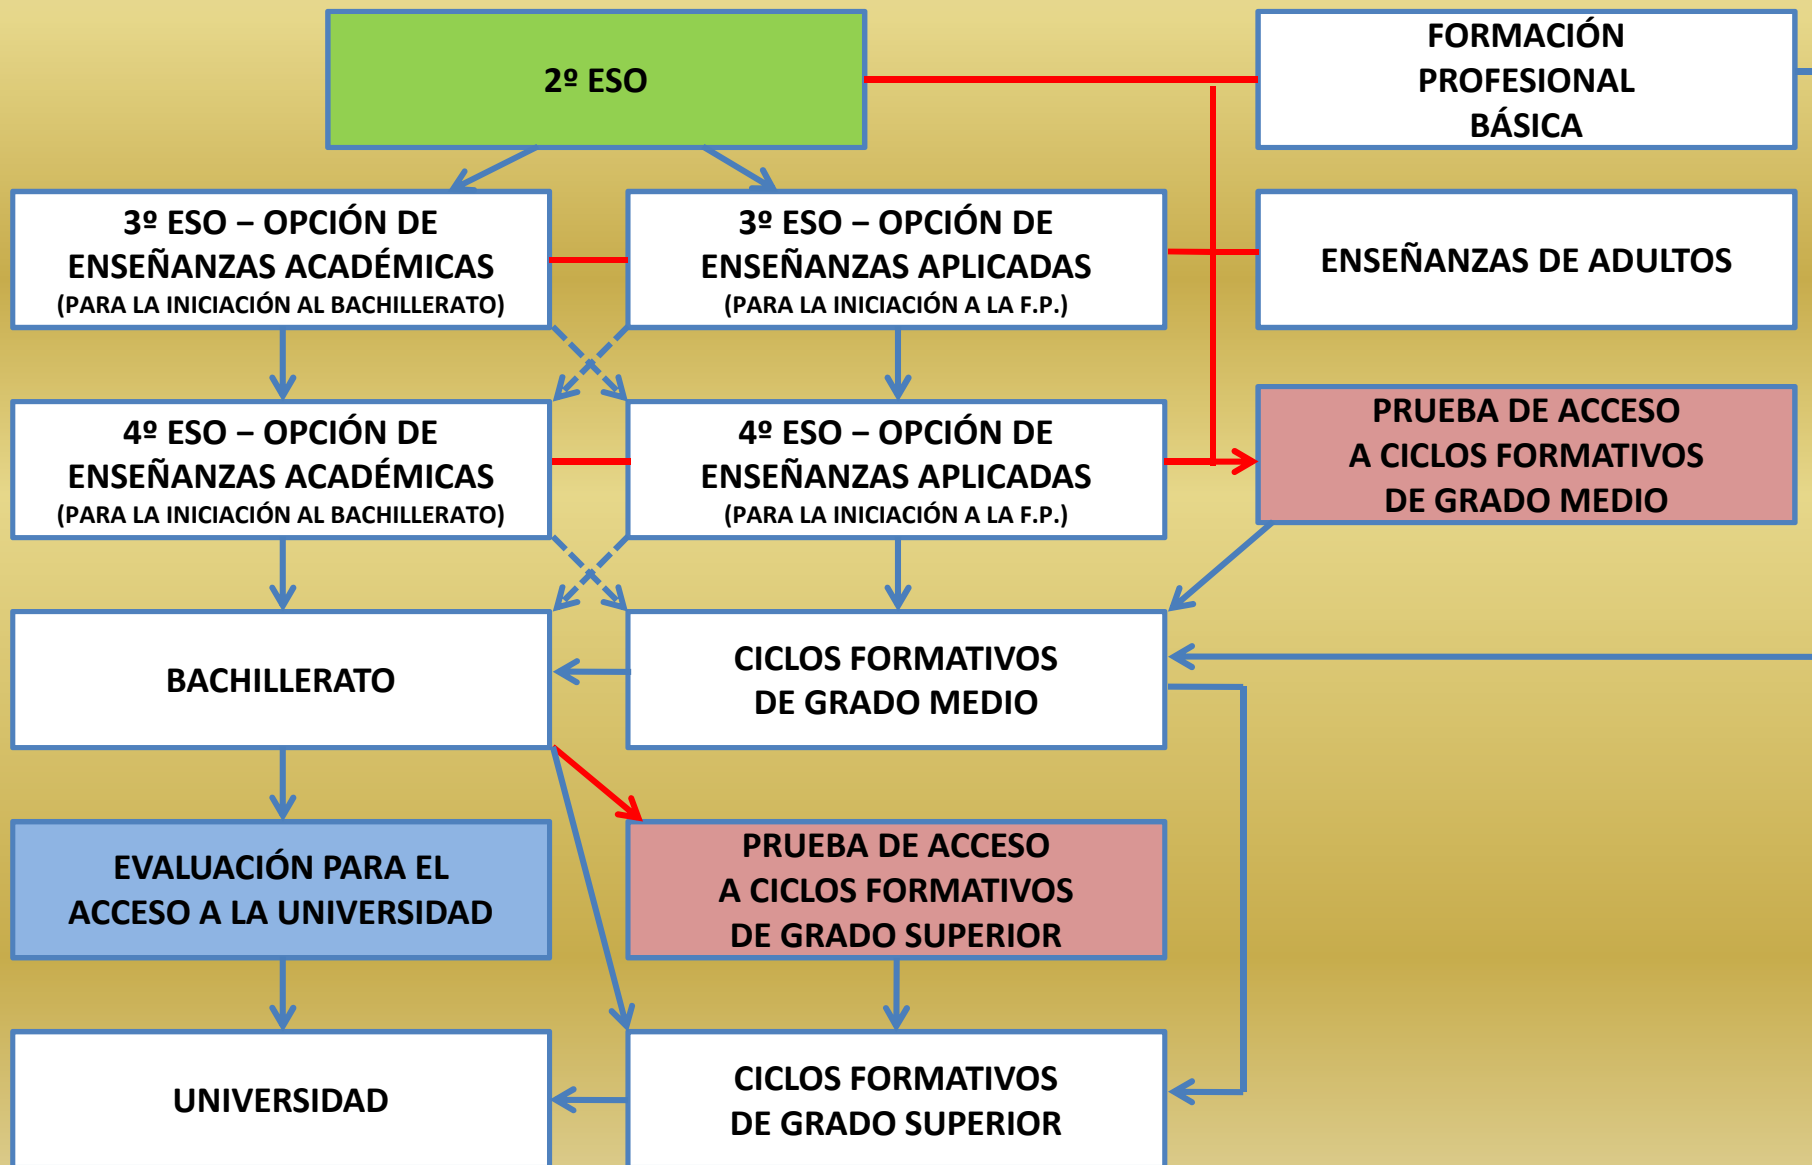 2º ESO
FORMACIÓN
PROFESIONAL
BÁSICA
3º ESO – OPCIÓN DE
ENSEÑANZAS ACADÉMICAS
(PARA LA INICIACIÓN AL BACHILLERATO)
3º ESO – OPCIÓN DE
ENSEÑANZAS APLICADAS
(PARA LA INICIACIÓN A LA F.P.)
ENSEÑANZAS DE ADULTOS
4º ESO – OPCIÓN DE
ENSEÑANZAS ACADÉMICAS
(PARA LA INICIACIÓN AL BACHILLERATO)
4º ESO – OPCIÓN DE
ENSEÑANZAS APLICADAS
(PARA LA INICIACIÓN A LA F.P.)
PRUEBA DE ACCESO
A CICLOS FORMATIVOS
DE GRADO MEDIO
BACHILLERATO
CICLOS FORMATIVOS
DE GRADO MEDIO
EVALUACIÓN PARA EL
ACCESO A LA UNIVERSIDAD
PRUEBA DE ACCESO
A CICLOS FORMATIVOS
DE GRADO SUPERIOR
UNIVERSIDAD
CICLOS FORMATIVOS
DE GRADO SUPERIOR